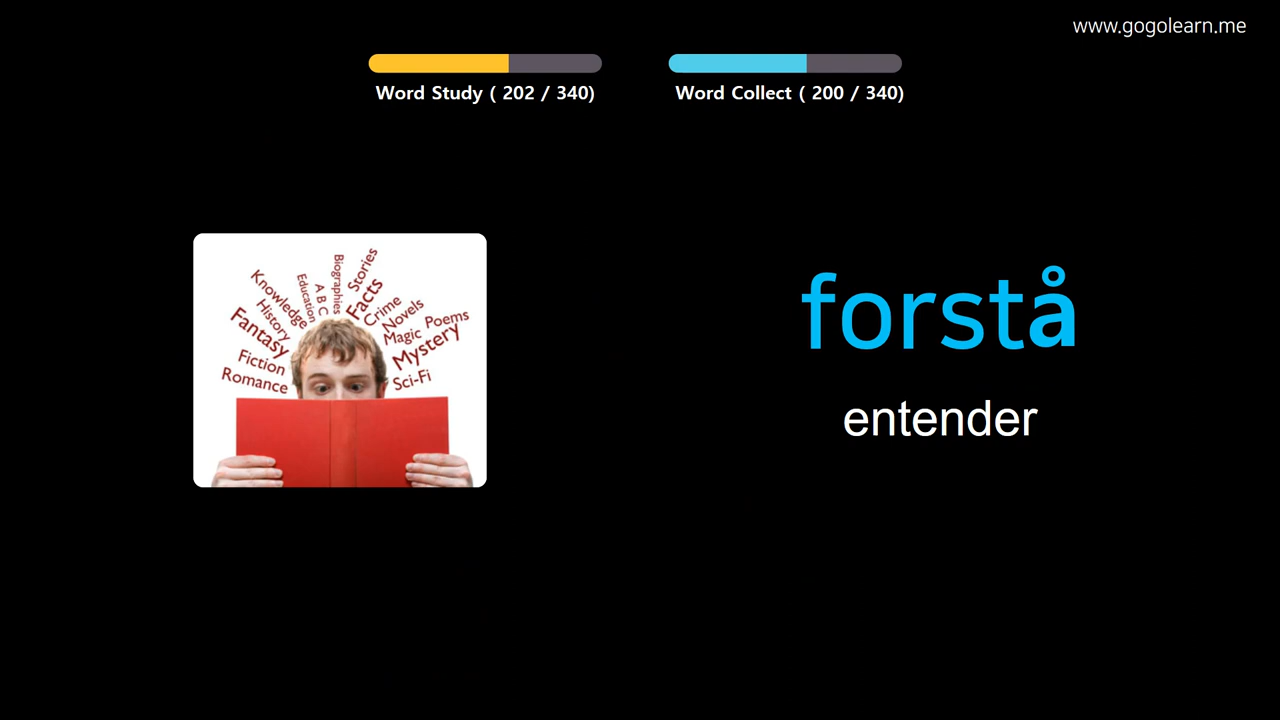 www.gogolearn.me
Word Study ( 202 / 340)
Word Collect ( 200 / 340)
forstå
entender
Knowledge
History
Fantasy
Fiction
Romance
Education
A B C
Biographies
Stories
Facts
Crime
Novels
Magic
Poems
Mystery
Sci-Fi